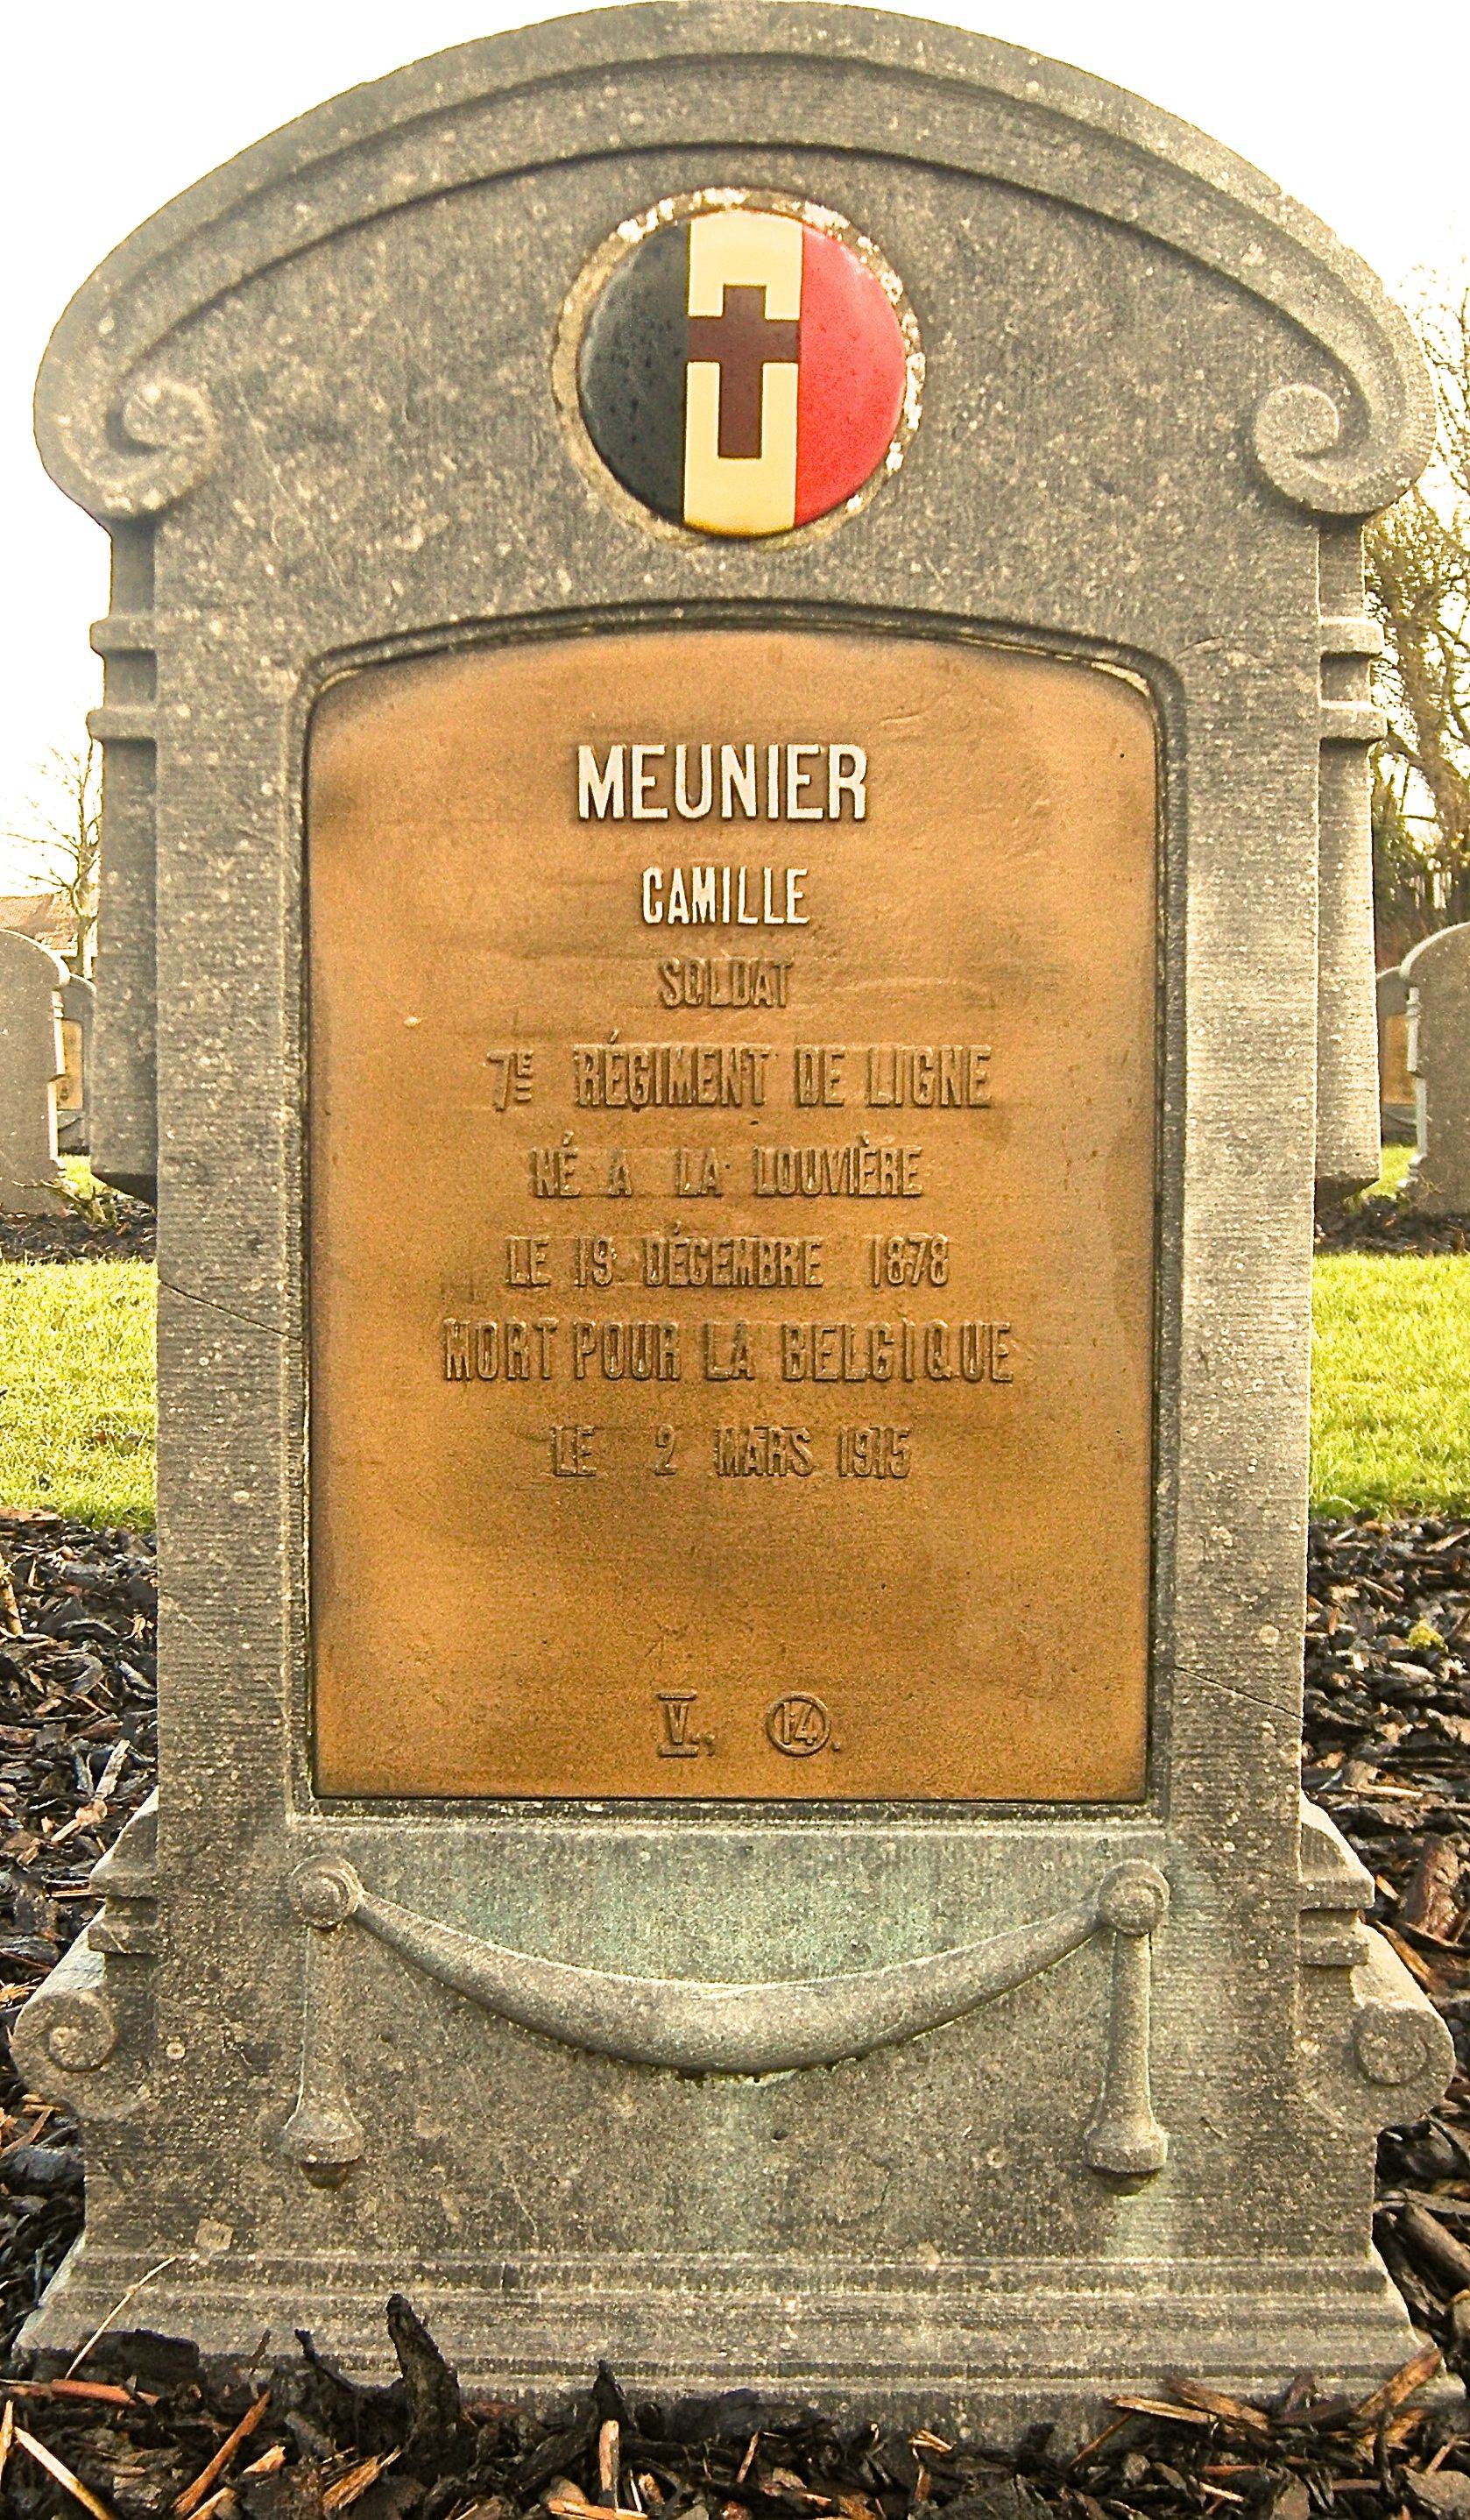 MEUNIER
CAMILLE
SOLDAT
7E RÉGIMENT DE LIGNE
NÉ A LA LOUVIÈRE
LE 19 DÉCEMBRE 1878
MORT POUR LA BELGIQUE
LE 2 MARS 1915
V. 14.